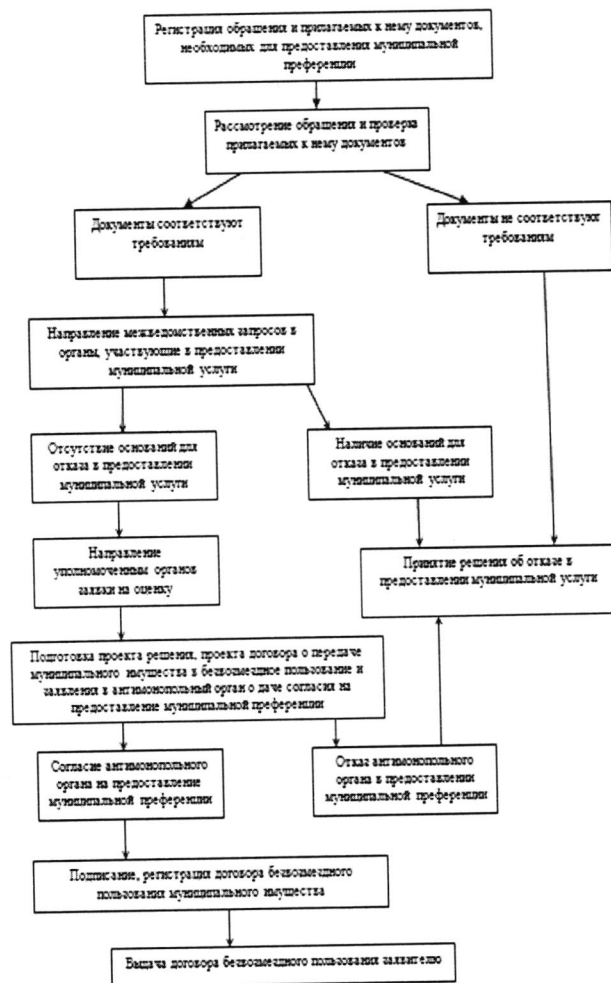 Регистрация обращения и прилагаемых к нему документов,
необходимых для предоставления муниципальной
преференции
Рассмотрение обращения и проверка
прилагаемых к нему документов
Документы соответствуют
требованиям
Документы не соответствуют
требованиям
Направление межведомственных запросов в
органы, участвующие в предоставлении
муниципальной услуги
Отсутствие оснований для
отказа в предоставлении
муниципальной услуги
Наличие оснований для
отказа в предоставлении
муниципальной услуги
Направление
уполномоченным органов
заявки на оценку
Принятие решения об отказе в
предоставлении муниципальной услуги
Подготовка проекта решения, проекта договора о передаче
муниципального имущества в безвозмездное пользование и
заявления в антимонопольный орган о даче согласия на
предоставление муниципальной преференции
Согласие антимонопольного
органа на предоставление
муниципальной преференции
Отказ антимонопольного
органа в предоставлении
муниципальной преференции
Подписание, регистрация договора безвозмездного
пользования муниципального имущества
Выдача договора безвозмездного пользования заявителю